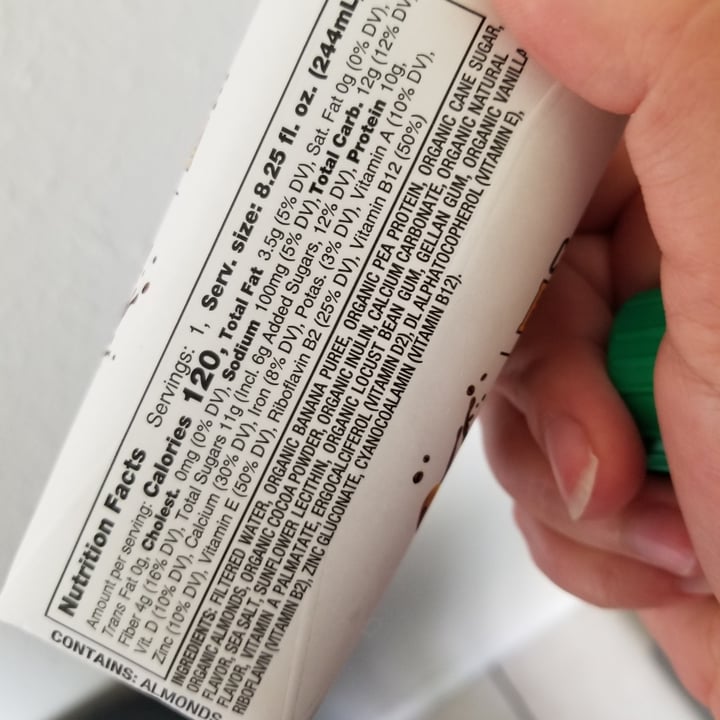 Nutrition Facts Servings: 1, Serv. size: 8.25 fl. oz. (244mL
Amount per serving: Calories 120, Total Fat 3.5g (5% DV), Sat. Fat 0g (0% DV),
Trans Fat 0g, Cholest. 0mg (0% DV), Sodium 100mg (5% DV), Total Carb. 12g (12% DV
Fiber 4g (16% DV), Total Sugars 11g (Incl. 6g Added Sugars, 12% DV), Protein 10g,
Vit. D (10% DV), Calcium (30% DV), Iron (8% DV), Potas. (3% DV), Vitamin A (10% DV),
Zinc (10% DV), Vitamin E (50% DV), Riboflavin B2 (25% DV), Vitamin B12 (50%)
INGREDIENTS: FILTERED WATER, ORGANIC BANANA PUREE, ORGANIC PEA PROTEIN, ORGANIC CANE SUGAR,
ORGANIC ALMONDS, ORGANIC COCOA POWDER, ORGANIC INULN, CALCIUM CARBONATE, ORGANIC NATURAL
FLAVOR, SEA SALT, SUNFLOWER LECITHIN, ORGANIC LOCUST BEAN GUM, GELLAN GUM, ORGANIC VANILLA
FLAVOR, VITAMIN A PALMATATE, ERGOCALCIFEROL (VITAMIN D2), DL ALPHATOCOPHEROL (VITAMIN E),
RIBOFLAVIN (VITAMIN B2), ZINC GLUCONATE, CYANOCOALAMIN (VITAMIN B12).
CONTAINS: ALMONDS